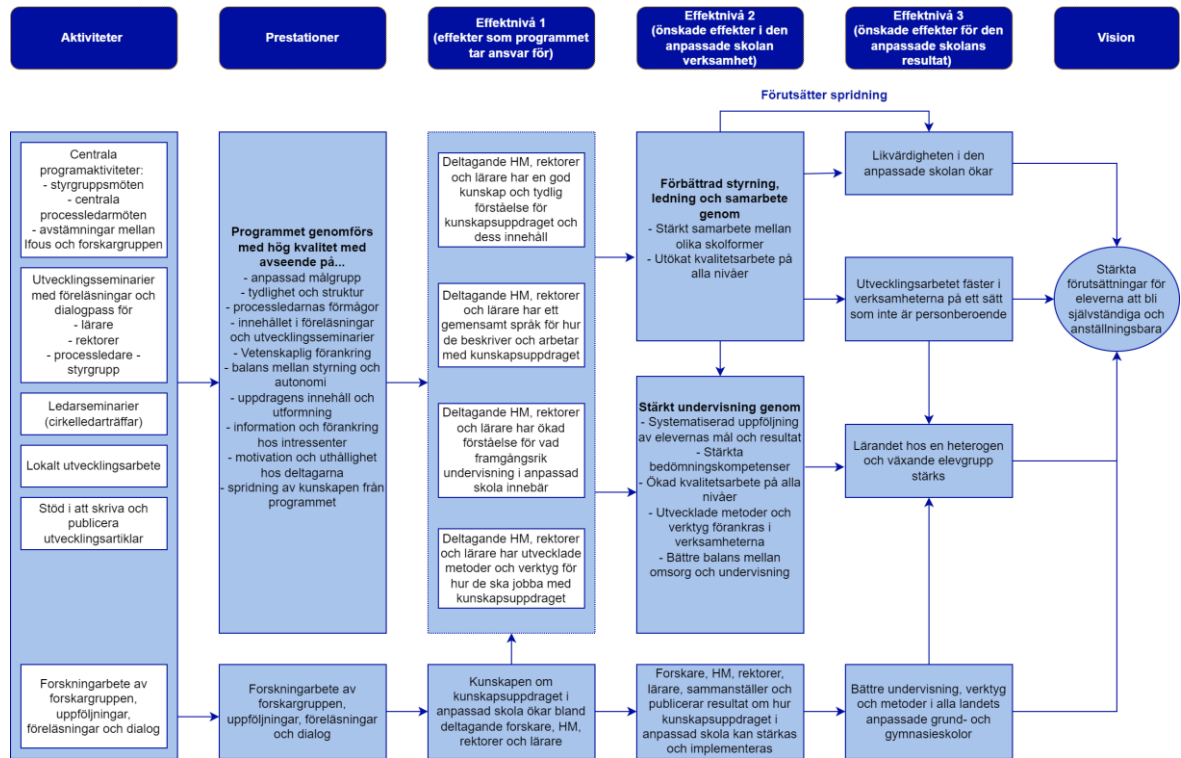 Aktiviteter
Prestationer
Effektnivå 1
(effekter som programmet
tar ansvar för)
Effektnivå 2
(önskade effekter i den
anpassade skolan
verksamhet)
Effektnivå 3
(önskade effekter för den
anpassade skolans
resultat)
Vision
Förutsätter spridning
Centrala
programaktiviteter:
- styrgruppsmöten
- centrala
processledarmöten
- avstämningar mellan
Ifous och forskargruppen
Utvecklingsseminarier
med föreläsningar och
dialogpass för
- lärare
- rektorer
- processledare -
styrgrupp
Ledarseminarier
(cirkelledarträffar)
Lokalt utvecklingsarbete
Stöd i att skriva och
publicera
utvecklingsartiklar
Forskningarbete av
forskargruppen,
uppföljningar,
föreläsningar och dialog
Programmet genomförs
med hög kvalitet med
avseende på...
- anpassad målgrupp
- tydlighet och struktur
- processledarnas förmågor
- innehållet i föreläsningar
och utvecklingsseminarier
- Vetenskaplig förankring
- balans mellan styrning och
autonomi
- uppdragens innehåll och
utformning
- information och förankring
hos intressenter
- motivation och uthållighet
hos deltagarna
- spridning av kunskapen från
programmet
Forskningarbete av
forskargruppen,
uppföljningar, föreläsningar
och dialog
Deltagande HM, rektorer
och lärare har en god
kunskap och tydlig
förståelse för
kunskapsuppdraget och
dess innehåll
Deltagande HM, rektorer
och lärare har ett
gemensamt språk för hur
de beskriver och arbetar
med kunskapsuppdraget
Deltagande HM, rektorer
och lärare har ökad
förståelse för vad
framgångsrik
undervisning i anpassad
skola innebär
Deltagande HM, rektorer
och lärare har utvecklade
metoder och verktyg för
hur de ska jobba med
kunskapsuppdraget
Kunskapen om
kunskapsuppdraget i
anpassad skola ökar bland
deltagande forskare, HM,
rektorer och lärare
Förbättrad styrning,
ledning och samarbete
genom
- Stärkt samarbete mellan
olika skolformer
- Utökat kvalitetsarbete på
alla nivåer
Stärkt undervisning genom
- Systematiserad uppföljning
av elevernas mål och resultat
- Stärkta
bedömningskompetenser
- Ökad kvalitetsarbete på alla
nivåer
- Utvecklade metoder och
verktyg förankras i
verksamheterna
- Bättre balans mellan
omsorg och undervisning
Forskare, HM, rektorer,
lärare, sammanställer och
publicerar resultat om hur
kunskapsuppdraget i
anpassad skola kan stärkas
och implementeras
Likvärdigheten i den
anpassade skolan ökar
Utvecklingsarbetet fäster i
verksamheterna på ett sätt
som inte är personberoende
Lärandet hos en heterogen
och växande elevgrupp
stärks
Bättre undervisning, verktyg
och metoder i alla landets
anpassade grund- och
gymnasieskolor
Stärkta
förutsättningar för
eleverna att bli
självständiga och
anställningsbara